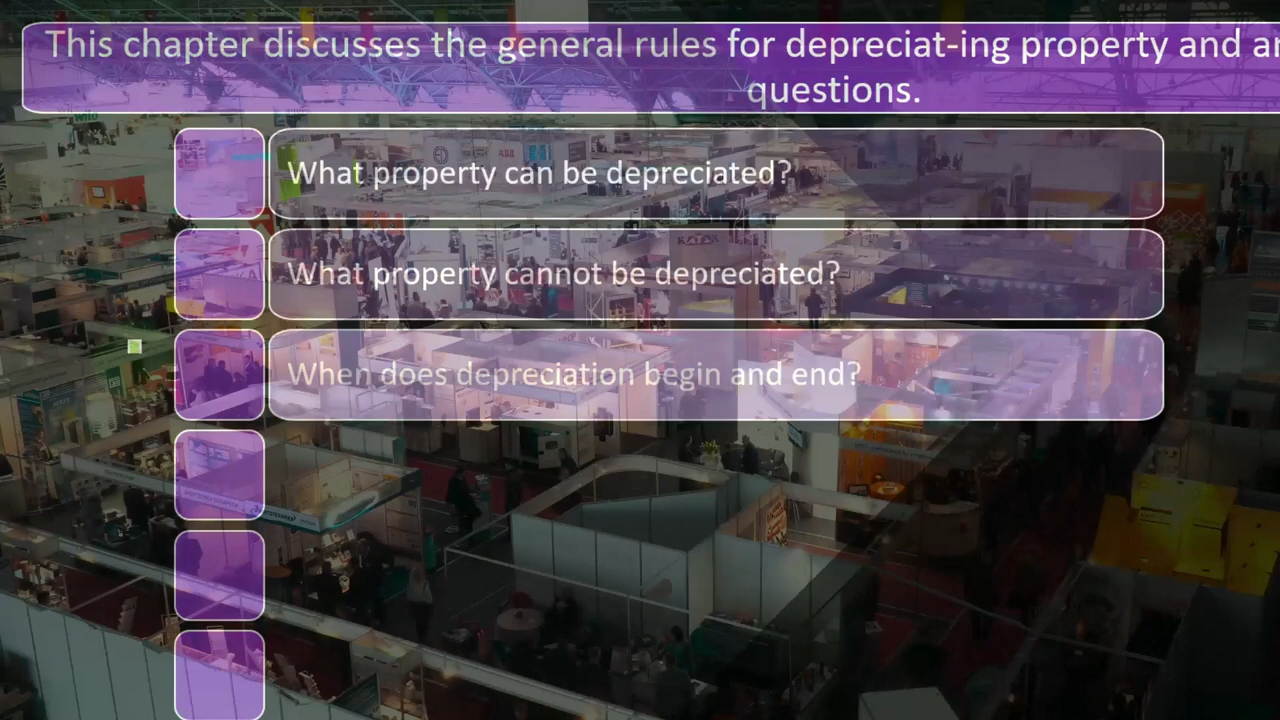 This chapter discusses the general rules for depreciat-ing property and
questions.
What property can be depreciated?
What property cannot be depreciated?
When does depreciation begin and end?
ABB